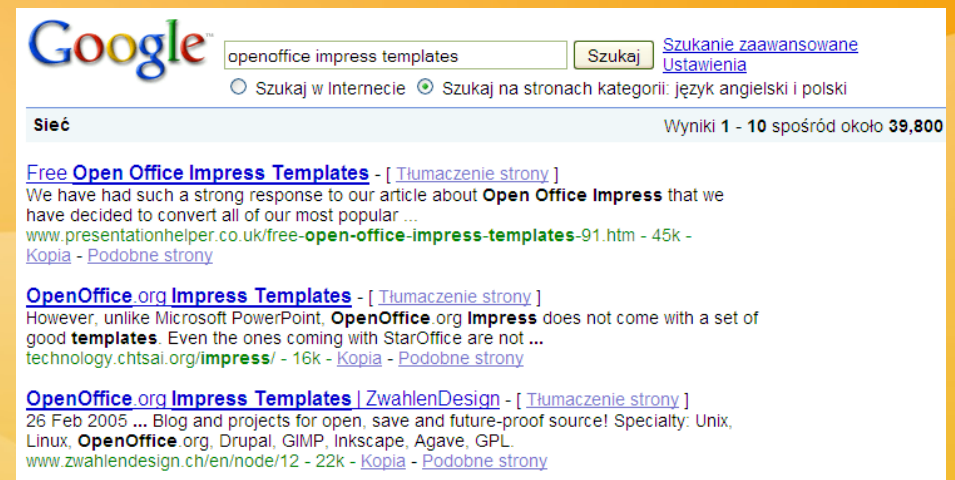 Google™ openoffice impress templates Szukaj Szukanie zaawansowane
Ustawienia
Szukaj w Internecie Szukaj na stronach kategorii: język angielski i polski
Sieć Wyniki 1 - 10 spośród około 39,800
Free Open Office Impress Templates - [ Tłumaczenie strony ]
We have had such a strong response to our article about Open Office Impress that we
have decided to convert all of our most popular ...
www.presentationhelper.co.uk/free-open-office-impress-templates-91.htm - 45k -
Kopia - Podobne strony
OpenOffice.org Impress Templates - [ Tłumaczenie strony ]
However, unlike Microsoft PowerPoint, OpenOffice.org Impress does not come with a set of
good templates. Even the ones coming with StarOffice are not ...
technology.chtsai.org/impress/ - 16k - Kopia - Podobne strony
OpenOffice.org Impress Templates | ZwahlenDesign - [ Tłumaczenie strony ]
26 Feb 2005 ... Blog and projects for open, save and future-proof source! Specialty: Unix,
Linux, OpenOffice.org, Drupal, GIMP, Inkscape, Agave, GPL.
www.zwahlendesign.ch/en/node/12 - 22k - Kopia - Podobne strony